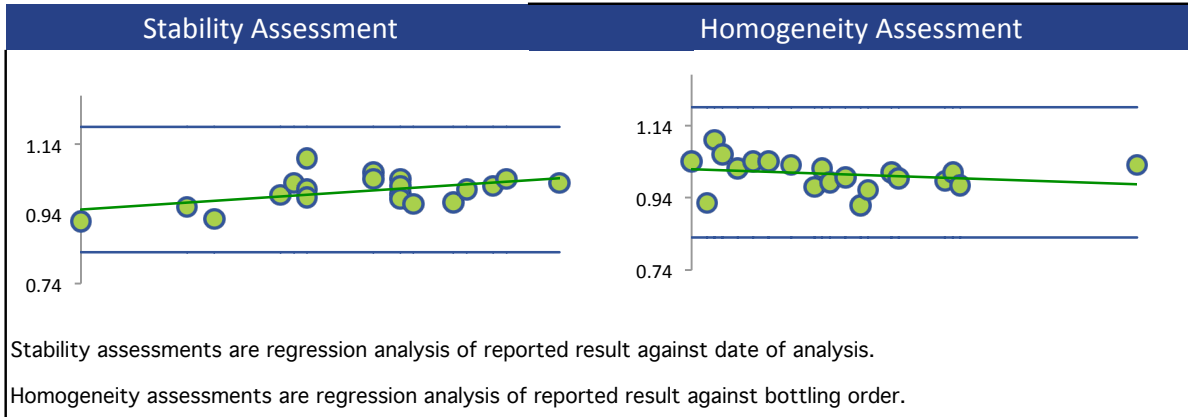 Stability Assessment
Homogeneity Assessment
1.14
0.94
0.74
1.14
0.94
0.74
Stability assessments are regression analysis of reported result against date of analysis.
Homogeneity assessments are regression analysis of reported result against bottling order.